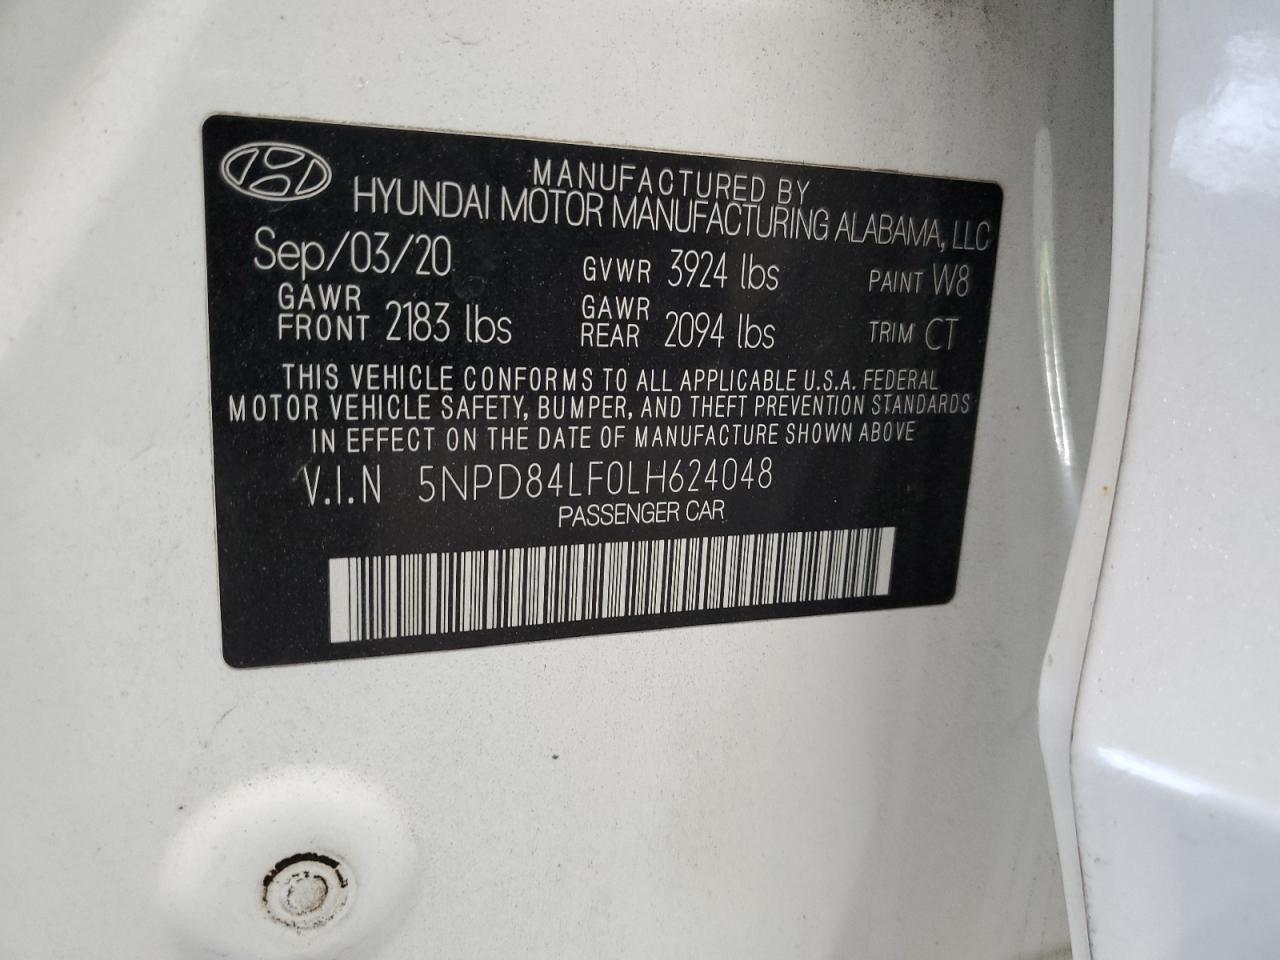 MANUFACTURED BY
HYUNDAI MOTOR MANUFACTURING ALABAMA, LLC
Sep/03/20 GVWR 3924 lbs PAINT W8
GAWR FRONT 2183 lbs GAWR REAR 2094 lbs TRIM CT
THIS VEHICLE CONFORMS TO ALL APPLICABLE U.S.A. FEDERAL
MOTOR VEHICLE SAFETY, BUMPER, AND THEFT PREVENTION STANDARDS
IN EFFECT ON THE DATE OF MANUFACTURE SHOWN ABOVE
V.I.N 5NPD84LF0LH624048
PASSENGER CAR